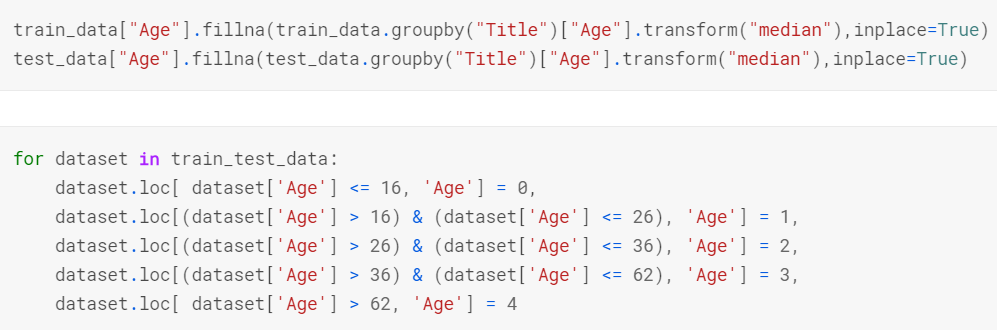 train_data["Age"].fillna(train_data.groupby("Title")["Age"].transform("median"),inplace=True)
test_data["Age"].fillna(test_data.groupby("Title")["Age"].transform("median"),inplace=True)
for dataset in train_test_data:
    dataset.loc[ dataset['Age'] <= 16, 'Age'] = 0,
    dataset.loc[(dataset['Age'] > 16) & (dataset['Age'] <= 26), 'Age'] = 1,
    dataset.loc[(dataset['Age'] > 26) & (dataset['Age'] <= 36), 'Age'] = 2,
    dataset.loc[(dataset['Age'] > 36) & (dataset['Age'] <= 62), 'Age'] = 3,
    dataset.loc[ dataset['Age'] > 62, 'Age'] = 4